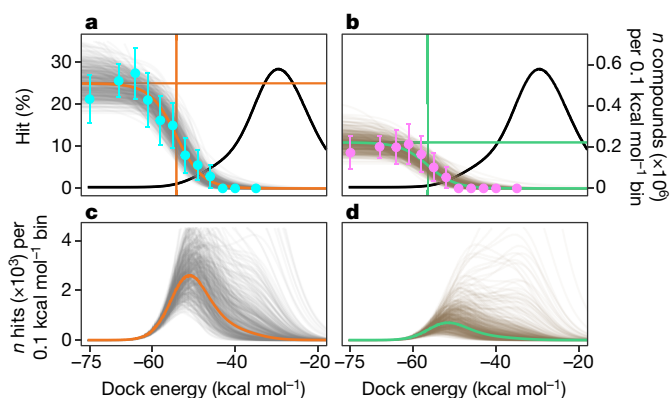 a
b
Hit (%)
30
20
10
0
0.6
0.4
0.2
0
n compounds (×10⁶)
per 0.1 kcal mol⁻¹ bin
c
d
n hits (×10³) per
0.1 kcal mol⁻¹ bin
4
2
0
−75
−60
−40
−20
−75
−60
−40
−20
Dock energy (kcal mol⁻¹)
Dock energy (kcal mol⁻¹)